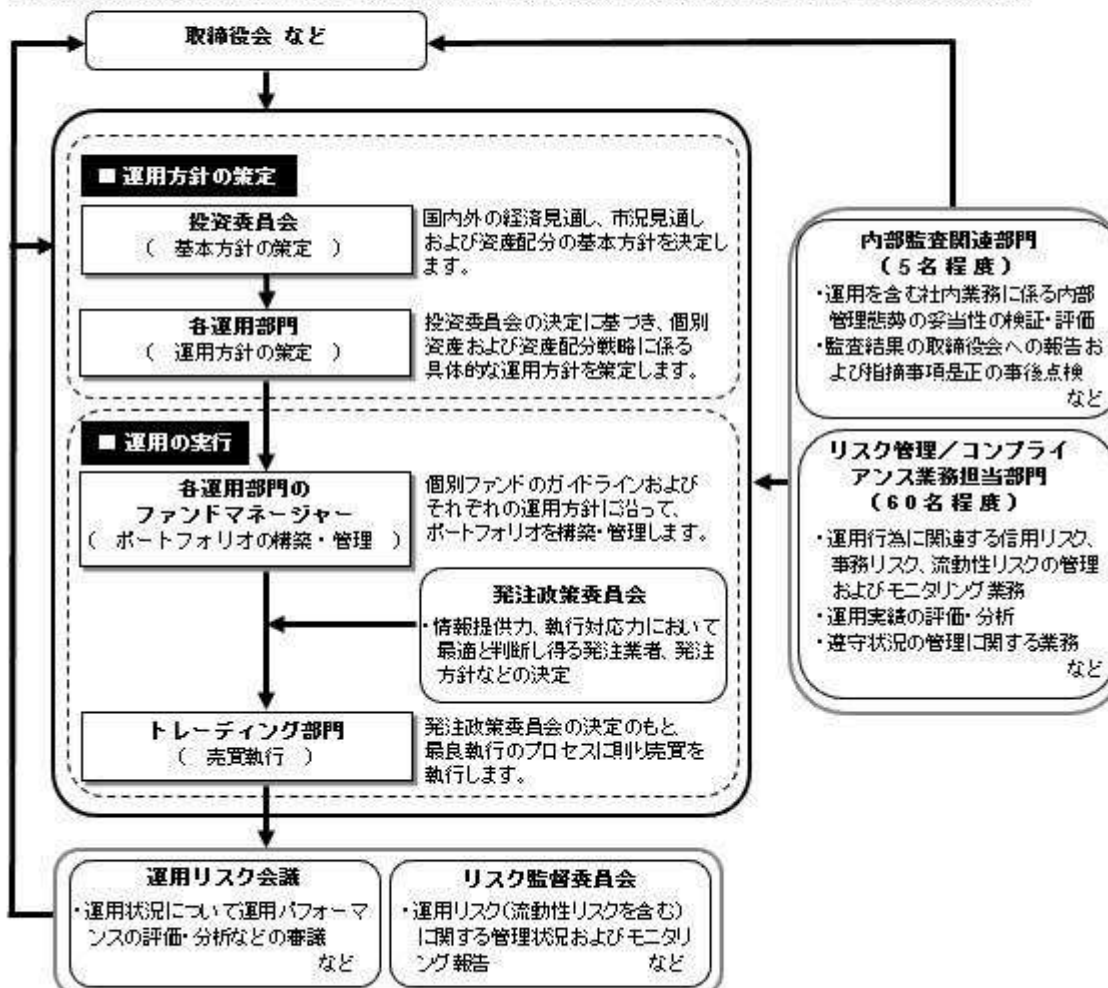 取締役会 など
■ 運用方針の策定
投資委員会
( 基本方針の策定 )
国内外の経済見通し、市況見通し
および資産配分の基本方針を決定し
ます。
各運用部門
( 運用方針の策定 )
投資委員会の決定に基づき、個別
資産および資産配分戦略に係る
具体的な運用方針を策定します。
■ 運用の実行
各運用部門の
ファンドマネージャー
( ポートフォリオの構築・管理 )
個別ファンドのガイドラインおよび
それぞれの運用方針に沿って、
ポートフォリオを構築・管理します。
発注政策委員会
・情報提供力、執行対応力において
最適と判断し得る発注業者、発注
方針などの決定
トレーディング部門
( 売買執行 )
発注政策委員会の決定のもと、
最良執行のプロセスに則り売買を
執行します。
内部監査関連部門
(5名程度)
・運用を含む社内業務に係る内部
管理態勢の妥当性の検証・評価
・監査結果の取締役会への報告お
よび指摘事項是正の事後点検
など
リスク管理/コンプライ
アンス業務担当部門
(60名程度)
・運用行為に関連する信用リスク、
事務リスク、流動性リスクの管理
およびモニタリング業務
・運用実績の評価・分析
・遵守状況の管理に関する業務
など
運用リスク会議
・運用状況について運用パフォーマ
ンスの評価・分析などの審議
など
リスク監督委員会
・運用リスク(流動性リスクを含む)
に関する管理状況およびモニタリ
ング報告 など